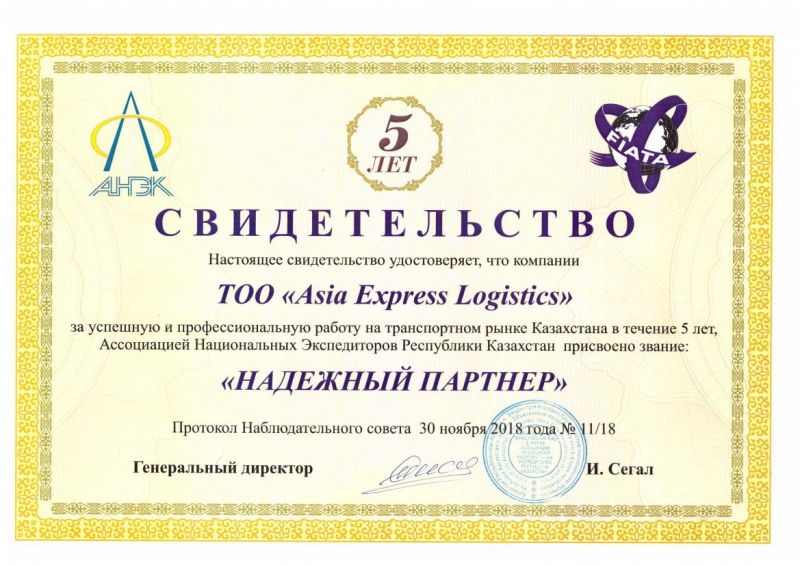 АНЭК
5
ЛЕТ
FIATA
СВИДЕТЕЛЬСТВО
Настоящее свидетельство удостоверяет, что компании
ТОО «Asia Express Logistics»
за успешную и профессиональную работу на транспортном рынке Казахстана в течение 5 лет,
Ассоциацией Национальных Экспедиторов Республики Казахстан присвоено звание:
«НАДЕЖНЫЙ ПАРТНЕР»
Протокол Наблюдательного совета 30 ноября 2018 года № 11/18
Генеральный директор
И. Сегал